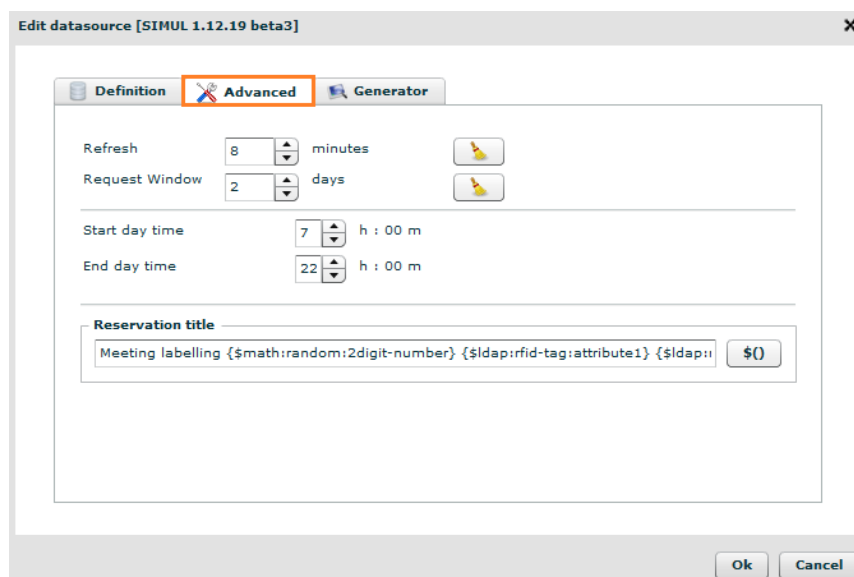 Edit datasource [SIMUL 1.12.19 beta3]
Definition Advanced Generator
Refresh 8 minutes
Request Window 2 days
Start day time 7 h : 00 m
End day time 22 h : 00 m
Reservation title
Meeting labelling {$math:random:2digit-number} {$ldap:rfid-tag:attribute1} {$ldap: $()
Ok Cancel